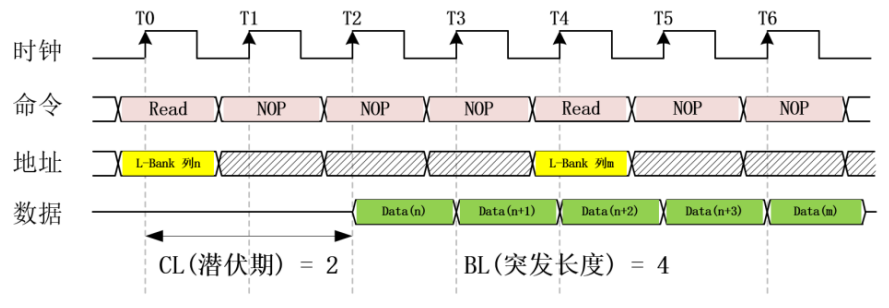 T0 T1 T2 T3 T4 T5 T6
时钟
命令 Read NOP NOP NOP Read NOP NOP
地址 L-Bank 列n L-Bank 列m
数据 Data(n) Data(n+1) Data(n+2) Data(n+3) Data(m)
CL(潜伏期) = 2 BL(突发长度) = 4